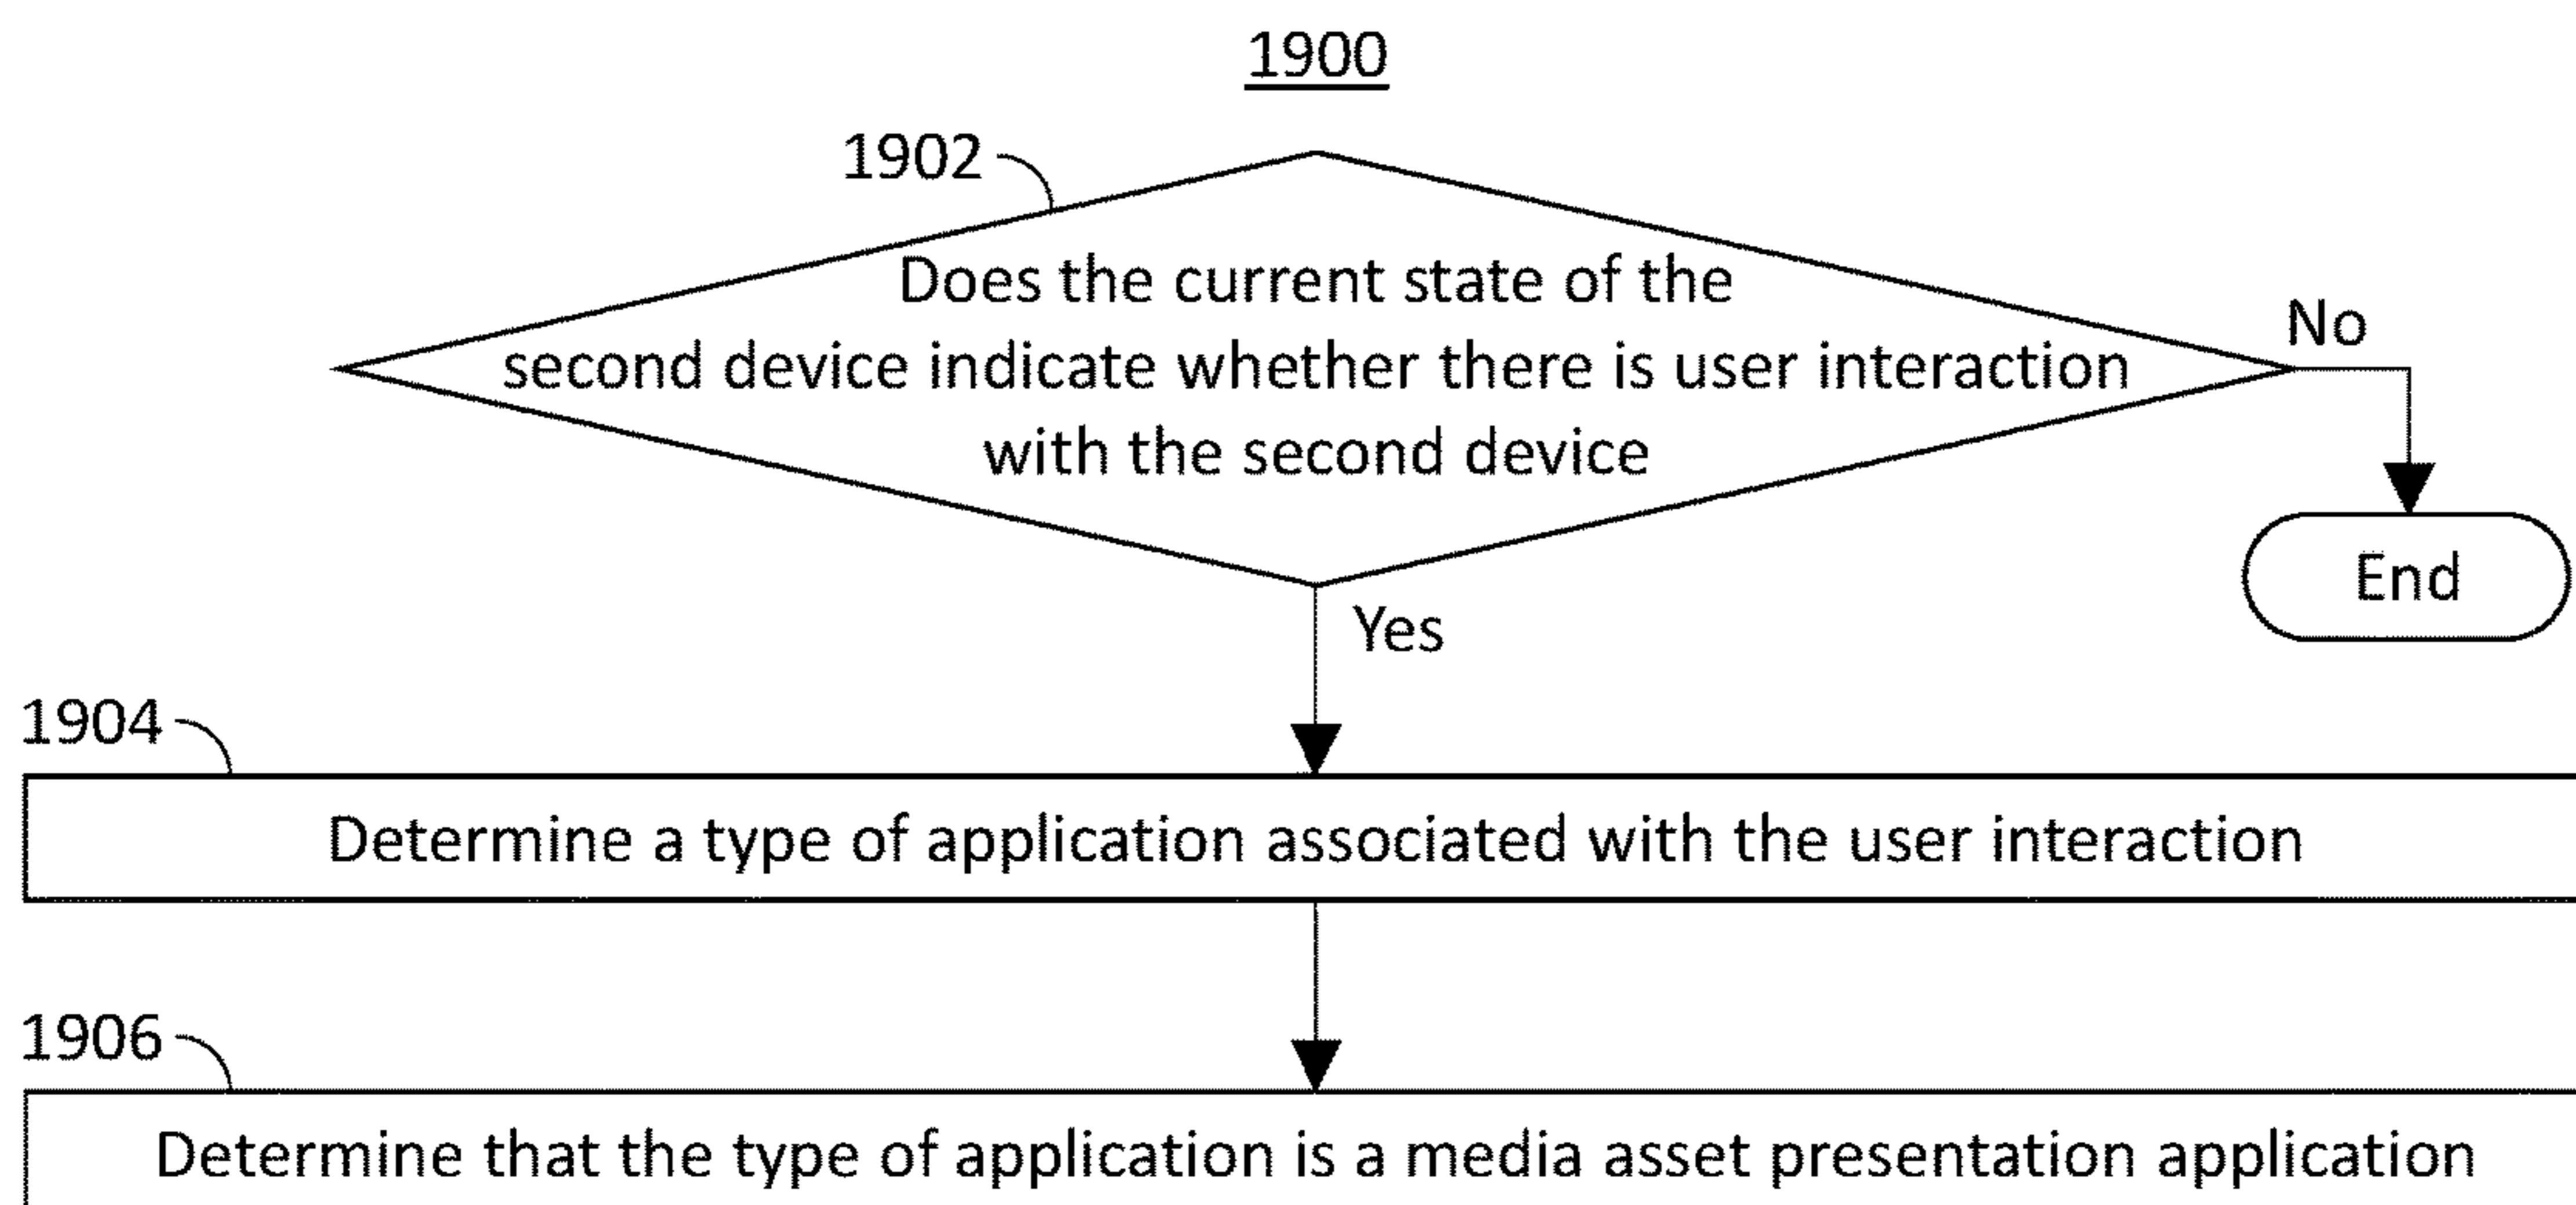 1900
1902
Does the current state of the
second device indicate whether there is user interaction
with the second device
No
End
Yes
1904
Determine a type of application associated with the user interaction
1906
Determine that the type of application is a media asset presentation application